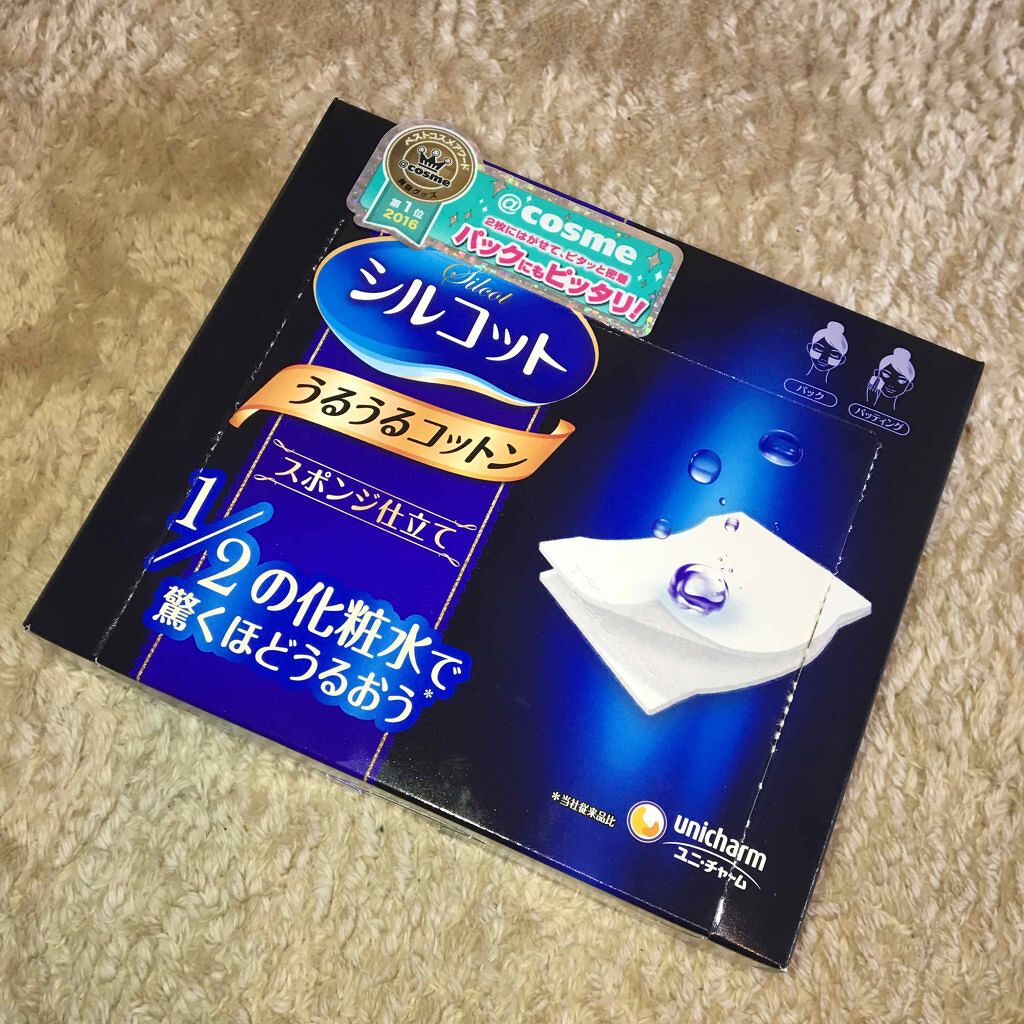 ベストコスメアワード
@cosme
美容グッズ
第1位
2016
@cosme
2枚にはがせて、ピタッと密着
パックにもピッタリ!
Silcot
シルコット
うるうるコットン
スポンジ仕立て
1/2の化粧水で
驚くほどうるおう*
パック
パッティング
*当社従来品比
unicharm
ユニ・チャーム